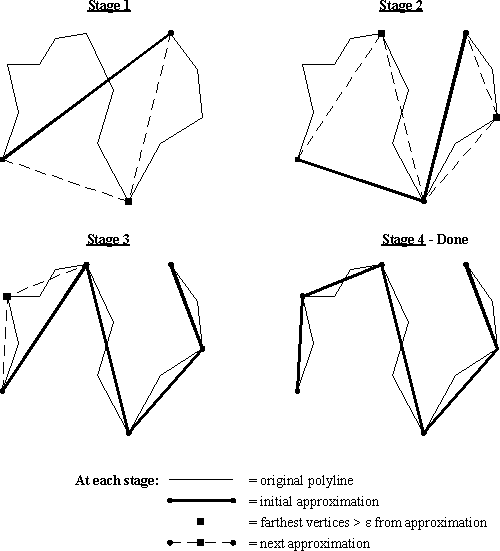 Stage 1
Stage 2
Stage 3
Stage 4 - Done
At each stage:
= original polyline
= initial approximation
= farthest vertices > ε from approximation
= next approximation